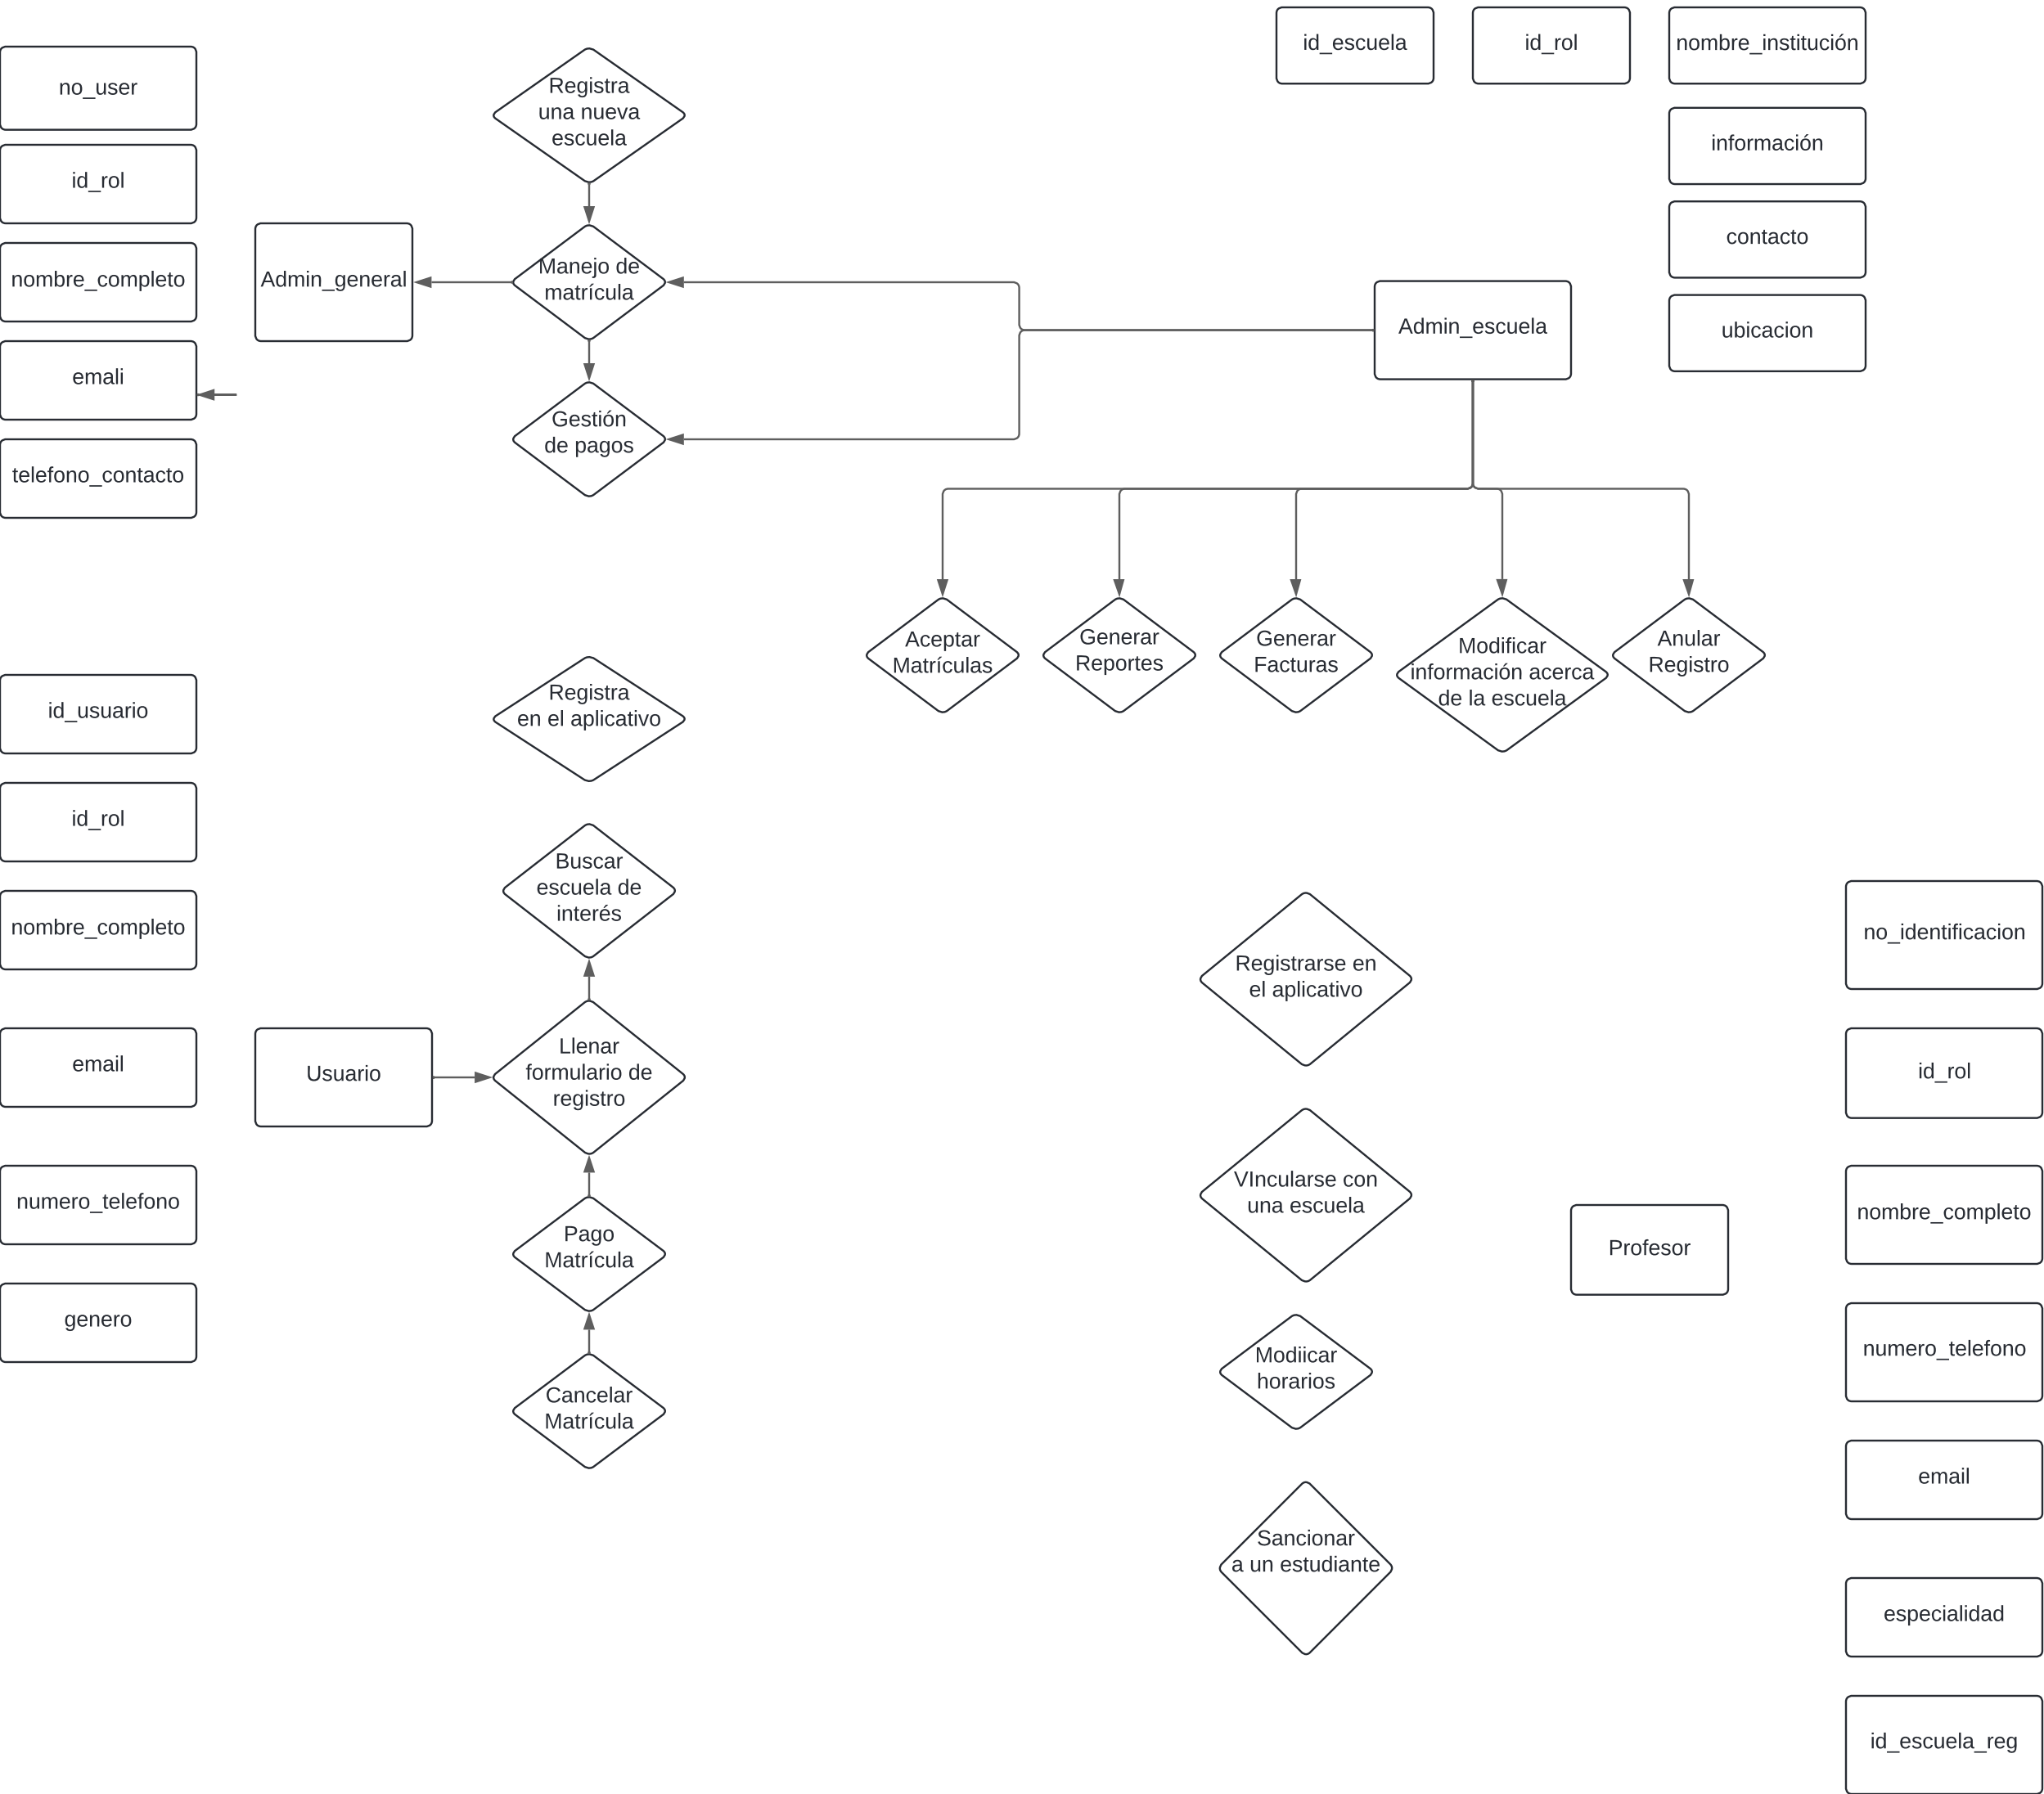 id_escuela
id_rol
nombre_institución
no_user
Registra
una nueva
escuela
información
id_rol
contacto
nombre_completo
Admin_general
Manejo de
matrícula
Admin_escuela
ubicacion
emali
Gestión
de pagos
telefono_contacto
Aceptar
Matrículas
Generar
Reportes
Generar
Facturas
Modificar
información acerca
de la escuela
Anular
Registro
id_usuario
Registra
en el aplicativo
id_rol
Buscar
escuela de
interés
nombre_completo
email
Usuario
Llenar
formulario de
registro
numero_telefono
Pago
Matrícula
genero
Cancelar
Matrícula
Registrarse en
el aplicativo
VIncularse con
una escuela
Modiicar
horarios
Sancionar
a un estudiante
Profesor
no_identificacion
id_rol
nombre_completo
numero_telefono
email
especialidad
id_escuela_reg